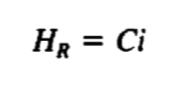 H_R = Ci